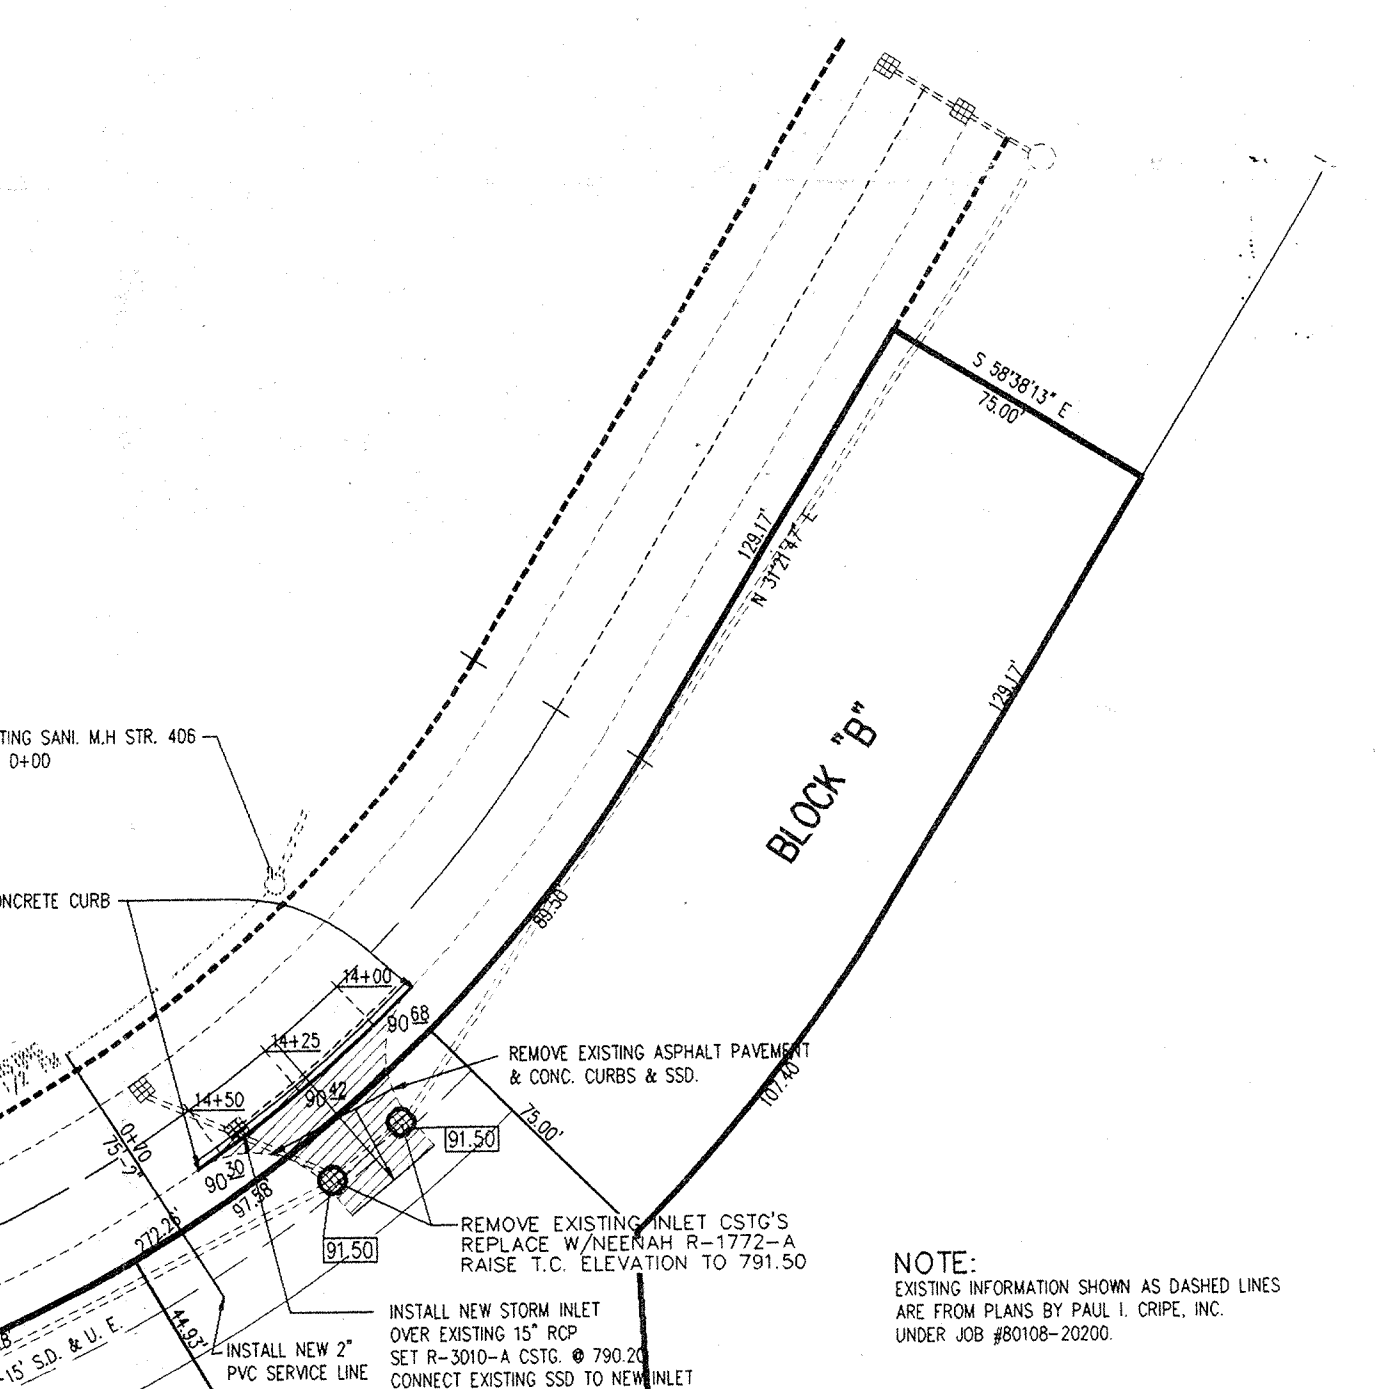 S 58°38'13" E
75.00'
129.17'
N 31°21'47" E
129.17'
BLOCK "B"
TING SANI. M.H STR. 406
0+00
89.50'
NCRETE CURB
14+00
90 68
14+25
REMOVE EXISTING ASPHALT PAVEMENT
& CONC. CURBS & SSD.
90 42
14+50
107.40'
75.00'
91.50
0+70
75'-2"
90 30
97.58
272.26'
91.50
REMOVE EXISTING INLET CSTG'S
REPLACE W/NEENAH R-1772-A
RAISE T.C. ELEVATION TO 791.50
NOTE:
EXISTING INFORMATION SHOWN AS DASHED LINES
ARE FROM PLANS BY PAUL I. CRIPE, INC.
UNDER JOB #80108-20200.
INSTALL NEW STORM INLET
OVER EXISTING 15" RCP
SET R-3010-A CSTG. @ 790.20
CONNECT EXISTING SSD TO NEW INLET
44.93'
INSTALL NEW 2"
PVC SERVICE LINE
15' S.D. & U. E.